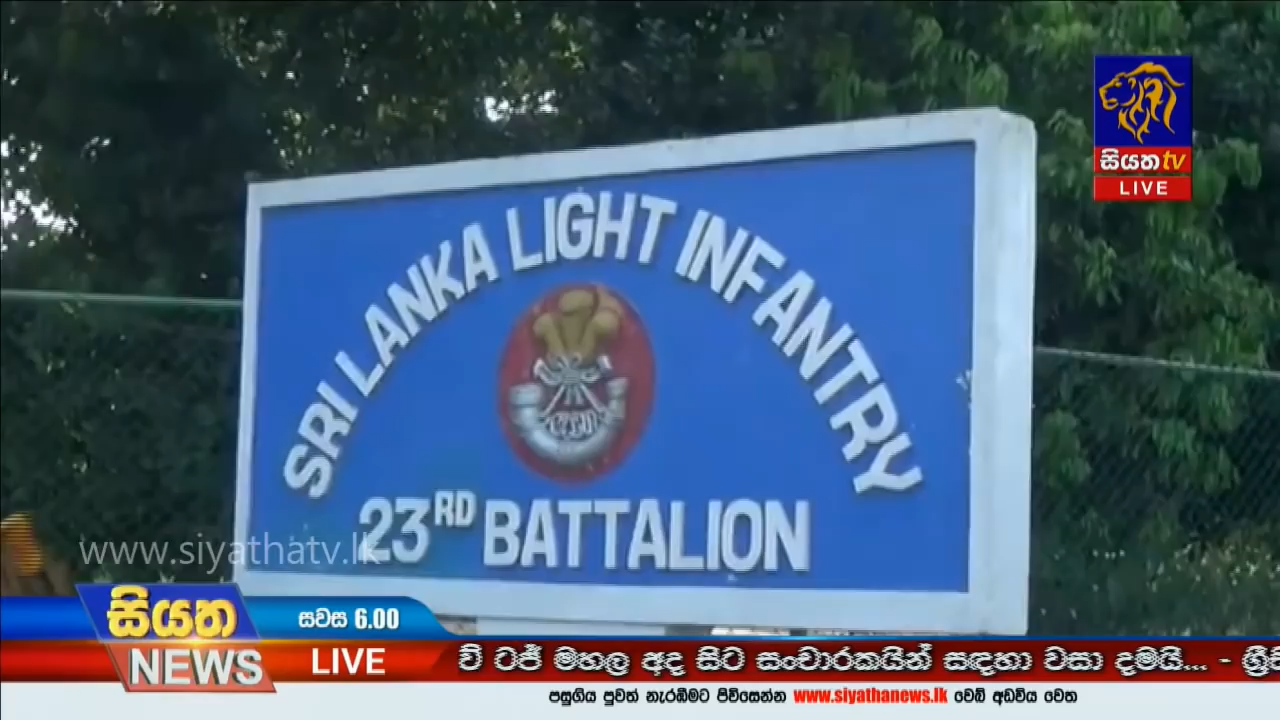 සියත tv
LIVE
SRI LANKA LIGHT INFANTRY
23RD BATTALION
www.siyathatv.lk
සියත
NEWS
සවස 6.00
LIVE
ටජ් මහල අද සිට සංචාරකයින් සඳහා වසා දමයි... -
පසුගිය පුවත් නැරඹීමට පිවිසෙන්න www.siyathanews.lk වෙබ් අඩවිය වෙත